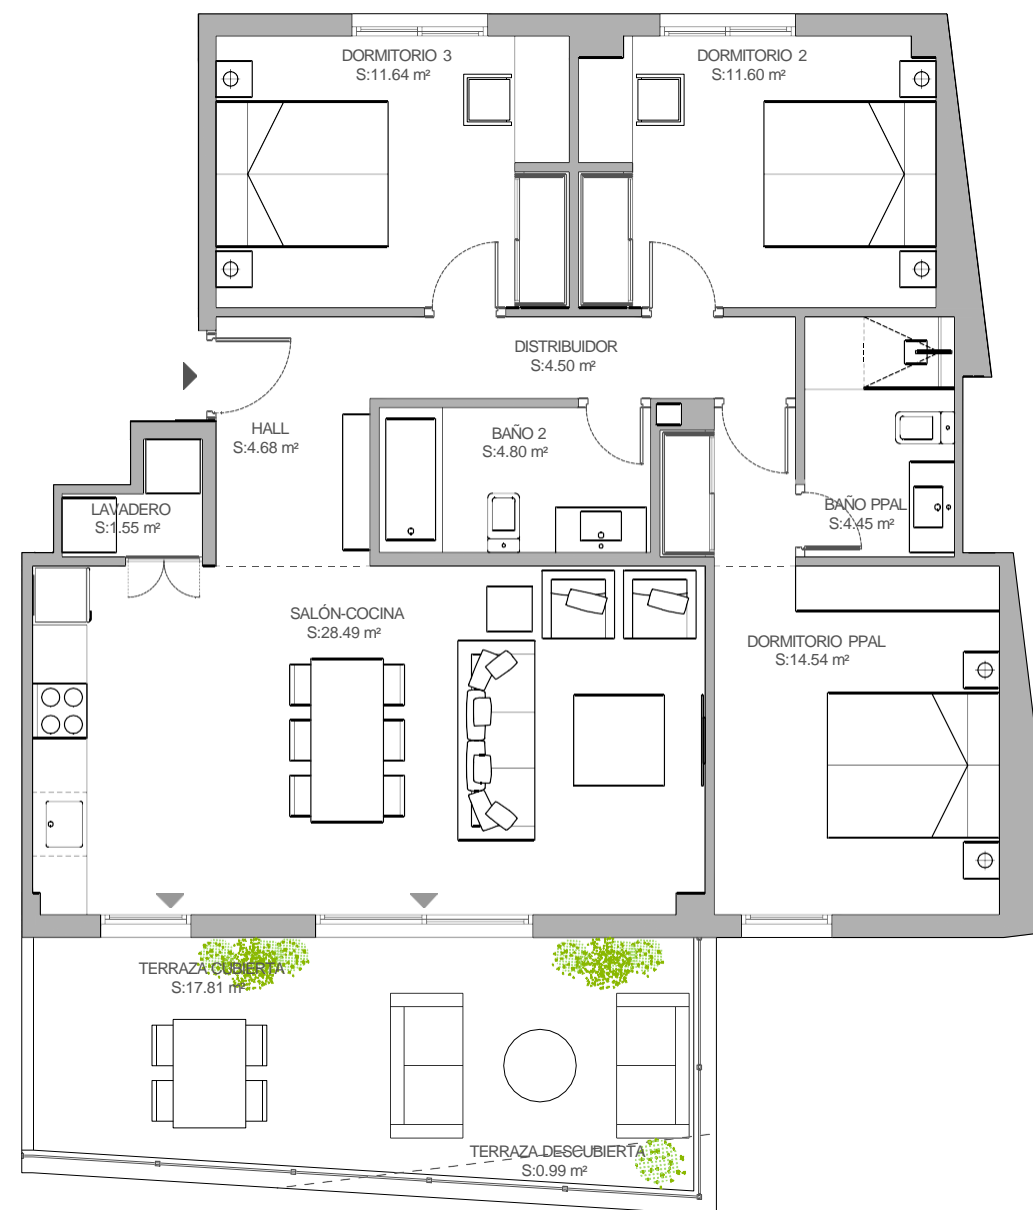 DORMITORIO 3
S:11.64 m²
DORMITORIO 2
S:11.60 m²
DISTRIBUIDOR
S:4.50 m²
HALL
S:4.68 m²
BAÑO 2
S:4.80 m²
LAVADERO
S:1.55 m²
BAÑO PPAL
S:4.45 m²
SALÓN-COCINA
S:28.49 m²
DORMITORIO PPAL
S:14.54 m²
TERRAZA CUBIERTA
S:17.81 m²
TERRAZA DESCUBIERTA
S:0.99 m²